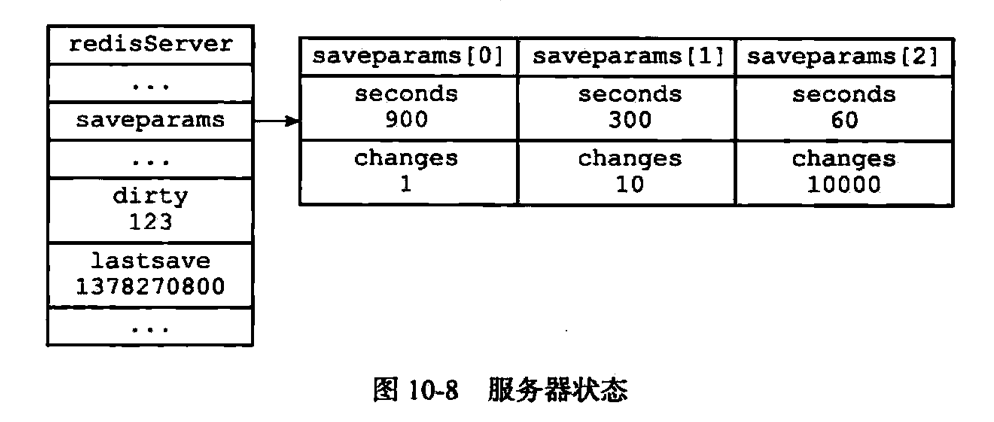 redisServer
...
saveparams
...
dirty
123
lastsave
1378270800
...
saveparams[0] saveparams[1] saveparams[2]
seconds seconds seconds
900 300 60
changes changes changes
1 10 10000
图 10-8 服务器状态